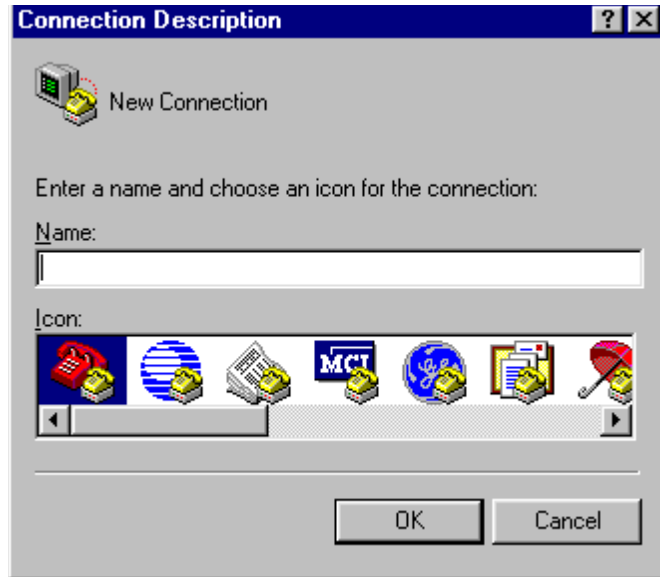 Connection Description
New Connection
Enter a name and choose an icon for the connection:
Name:
Icon:
MCI
OK
Cancel